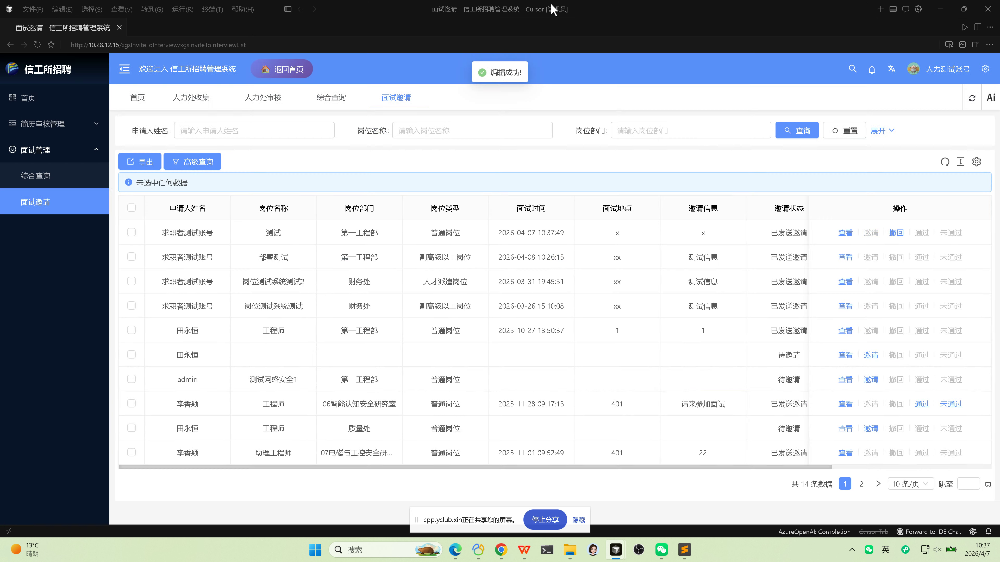 文件(F) 编辑(E) 选择(S) 查看(V) 转到(G) 运行(R) 终端(T) 帮助(H) 面试邀请 - 信工所招聘管理系统 - Cursor [管理员]
面试邀请 - 信工所招聘管理系统
http://10.28.12.15/xgsInviteToInterview/xgsInviteToInterviewList
信工所招聘 欢迎进入 信工所招聘管理系统 返回首页 编辑成功! 人力测试账号
首页 人力处收集 人力处审核 综合查询 面试邀请 Ai
首页
简历审核管理
面试管理
综合查询
面试邀请
申请人姓名: 请输入申请人姓名 岗位名称: 请输入岗位名称 岗位部门: 请输入岗位部门 查询 重置 展开
导出 高级查询
未选中任何数据
申请人姓名 岗位名称 岗位部门 岗位类型 面试时间 面试地点 邀请信息 邀请状态 操作
求职者测试账号 测试 第一工程部 普通岗位 2026-04-07 10:37:49 x x 已发送邀请 查看 邀请 撤回 通过 未通过
求职者测试账号 部署测试 第一工程部 副高级以上岗位 2026-04-08 10:26:15 xx 测试信息 已发送邀请 查看 邀请 撤回 通过 未通过
求职者测试账号 岗位测试系统测试2 财务处 人才派遣岗位 2026-03-31 19:45:51 xx 测试信息 已发送邀请 查看 邀请 撤回 通过 未通过
求职者测试账号 岗位测试系统测试 财务处 副高级以上岗位 2026-03-26 15:10:08 xx 测试信息 已发送邀请 查看 邀请 撤回 通过 未通过
田永恒 工程师 第一工程部 普通岗位 2025-10-27 13:50:37 1 1 已发送邀请 查看 邀请 撤回 通过 未通过
田永恒 待邀请 查看 邀请 撤回 通过 未通过
admin 测试网络安全1 第一工程部 普通岗位 待邀请 查看 邀请 撤回 通过 未通过
李香颖 工程师 06智能认知安全研究室 普通岗位 2025-11-28 09:17:13 401 请来参加面试 已发送邀请 查看 邀请 撤回 通过 未通过
田永恒 工程师 质量处 普通岗位 待邀请 查看 邀请 撤回 通过 未通过
李香颖 助理工程师 07电磁与工控安全研... 普通岗位 2025-11-01 09:52:49 401 22 已发送邀请 查看 邀请 撤回 通过 未通过
共 14 条数据 1 2 10 条/页 跳至 页
cpp.yclub.xin正在共享您的屏幕。 停止分享 隐藏
AzureOpenAI: Completion Cursor Tab Forward to IDE Chat
13°C
晴朗
搜索
英
10:37
2026/4/7